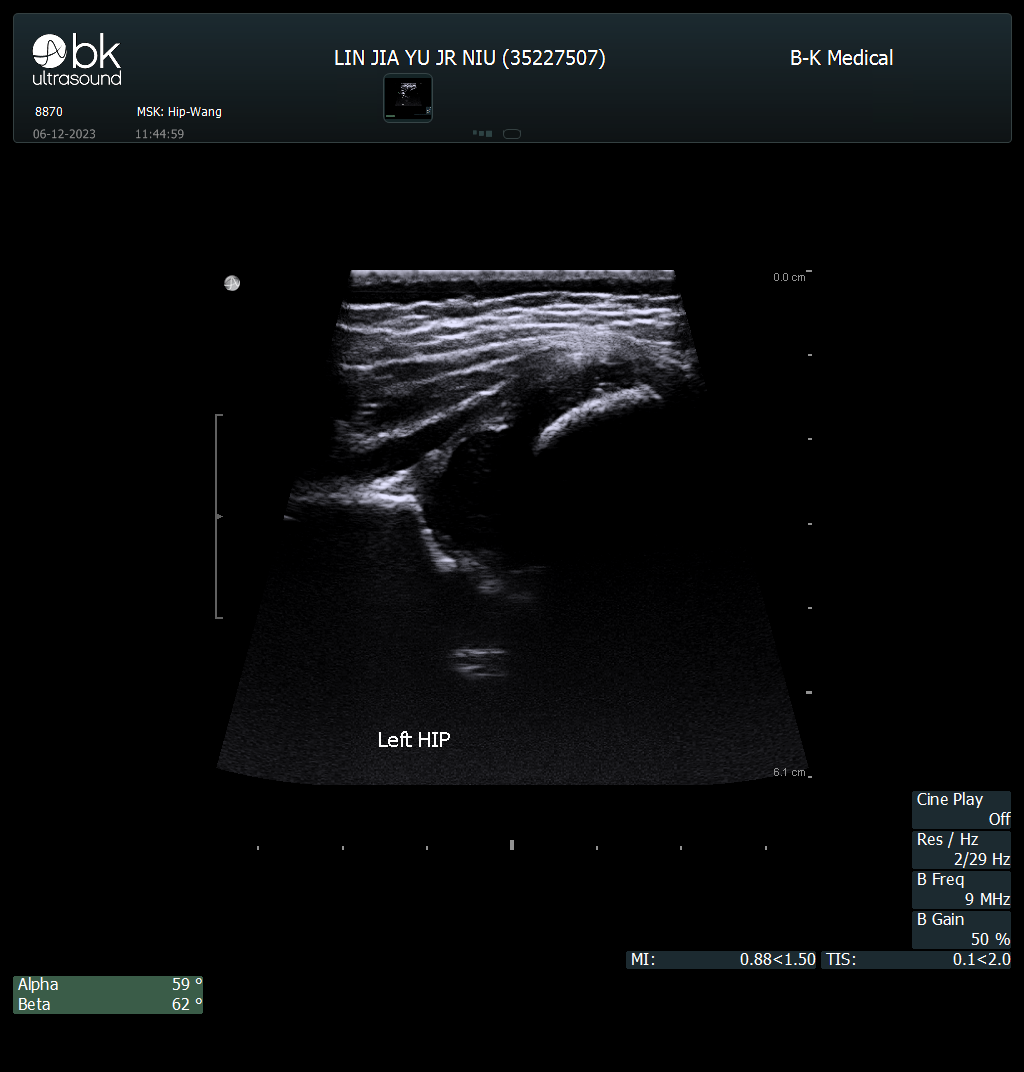 bk
ultrasound
LIN JIA YU JR NIU (35227507)
B-K Medical
8870
MSK: Hip-Wang
06-12-2023
11:44:59
0.0 cm
Left HIP
6.1 cm
Cine Play
Off
Res / Hz
2/29 Hz
B Freq
9 MHz
B Gain
50 %
MI: 0.88<1.50
TIS: 0.1<2.0
Alpha 59 º
Beta 62 º